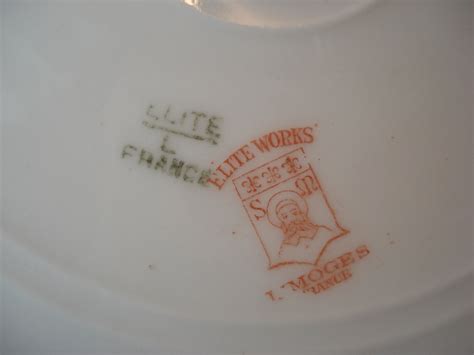 ELITE
L
FRANCE
ELITE WORKS
S M
LIMOGES
FRANCE